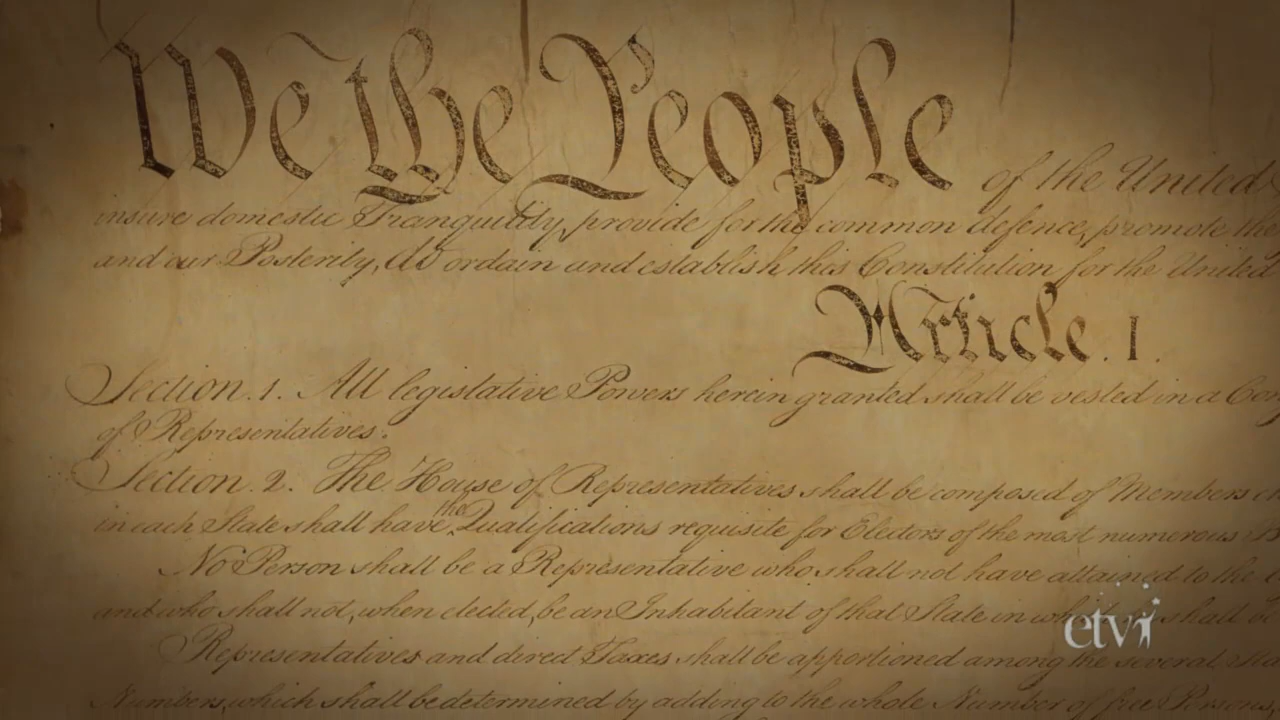 We the People of the United
insure domestic Tranquility, provide for the common defence, promote the
and our Posterity, do ordain and establish this Constitution for the United
Article. I.
Section. 1. All legislative Powers herein granted shall be vested in a Con
of Representatives.
Section. 2. The House of Representatives shall be composed of Members
in each State shall have the Qualifications requisite for Electors of the most numerous B
No Person shall be a Representative who shall not have attained to the
and who shall not, when elected, be an Inhabitant of that State in wh shall be
Representatives and direct Taxes shall be apportioned among the several Sta
Numbers, which shall be determined by adding to the whole Number of free Persons,
etv